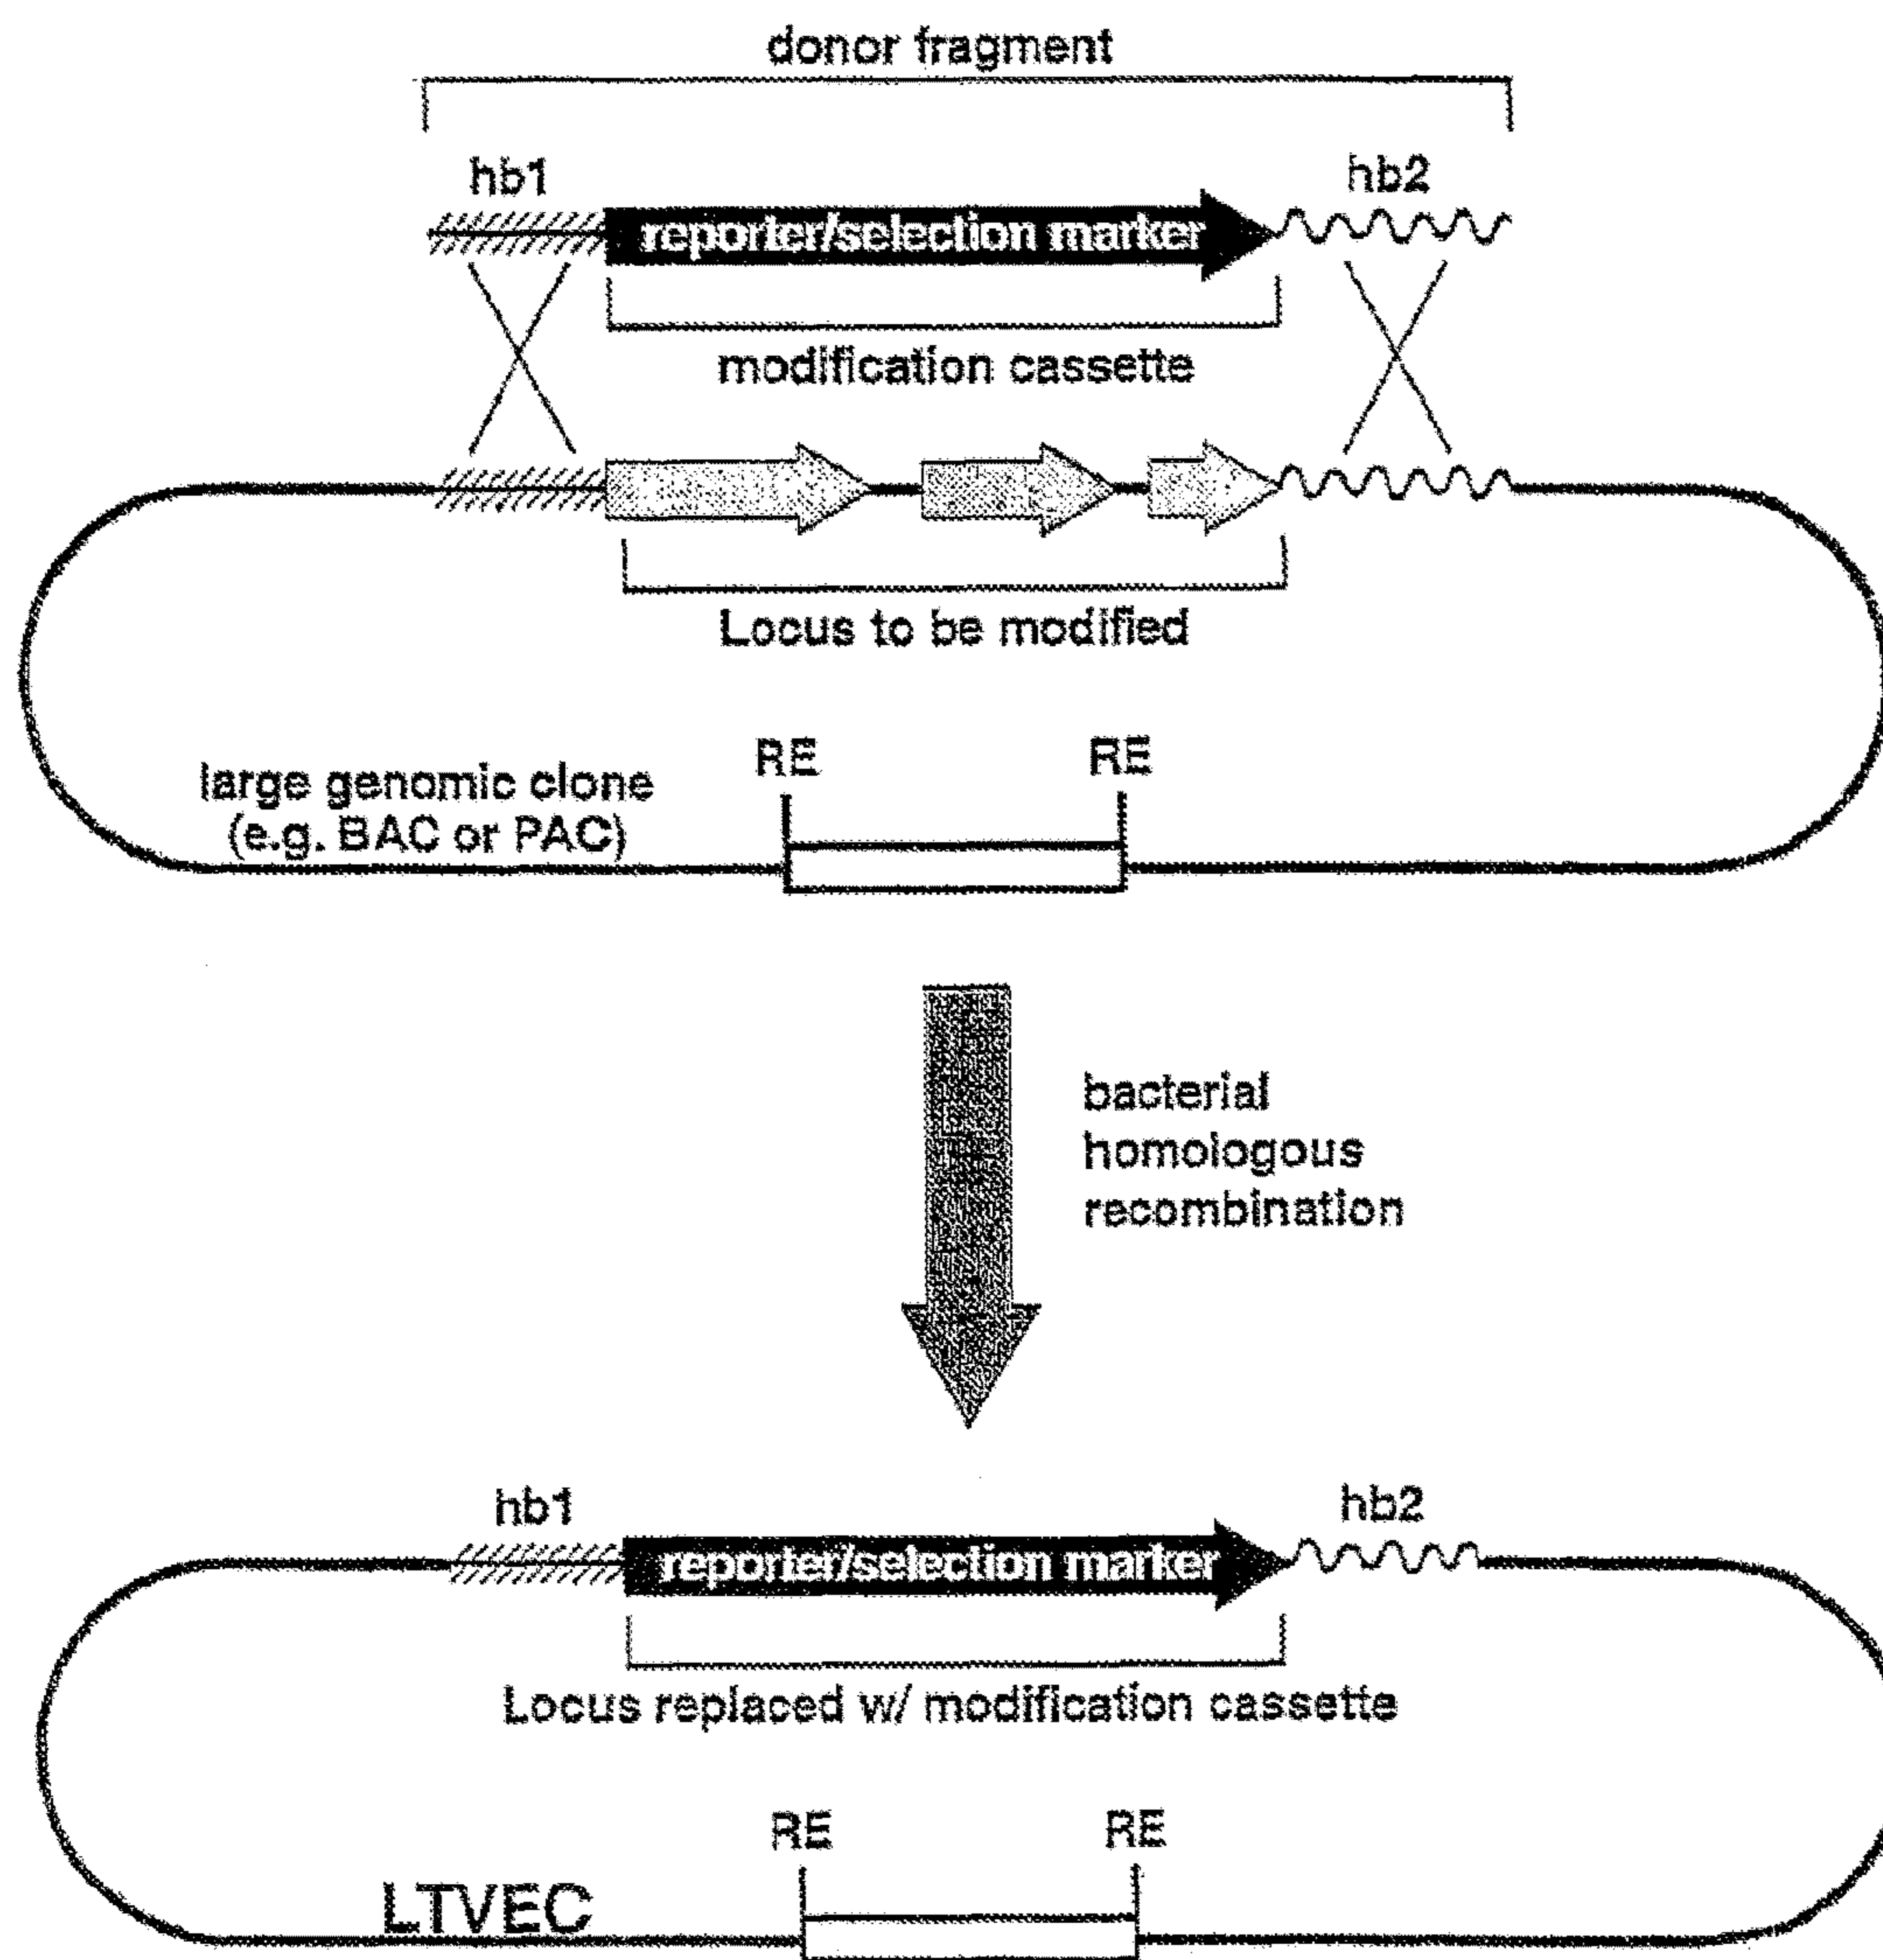 donor fragment
hb1
hb2
reporter/selection marker
modification cassette
Locus to be modified
RE
RE
large genomic clone
(e.g. BAC or PAC)
bacterial
homologous
recombination
hb1
hb2
reporter/selection marker
Locus replaced w/ modification cassette
RE
RE
LTVEC